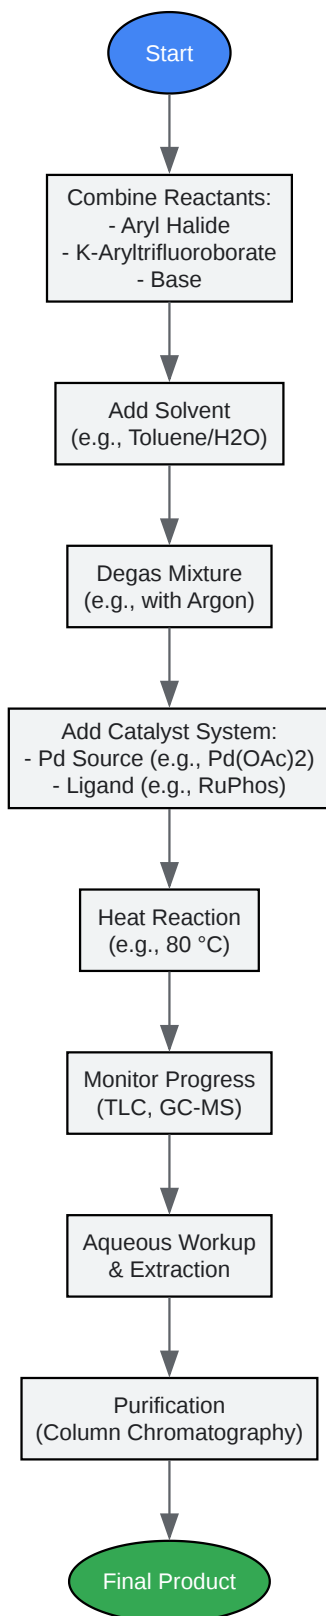 Start
Combine Reactants:
- Aryl Halide
- K-Aryltrifluoroborate
- Base
Add Solvent
(e.g., Toluene/H2O)
Degas Mixture
(e.g., with Argon)
Add Catalyst System:
- Pd Source (e.g., Pd(OAc)2)
- Ligand (e.g., RuPhos)
Heat Reaction
(e.g., 80 °C)
Monitor Progress
(TLC, GC-MS)
Aqueous Workup
& Extraction
Purification
(Column Chromatography)
Final Product